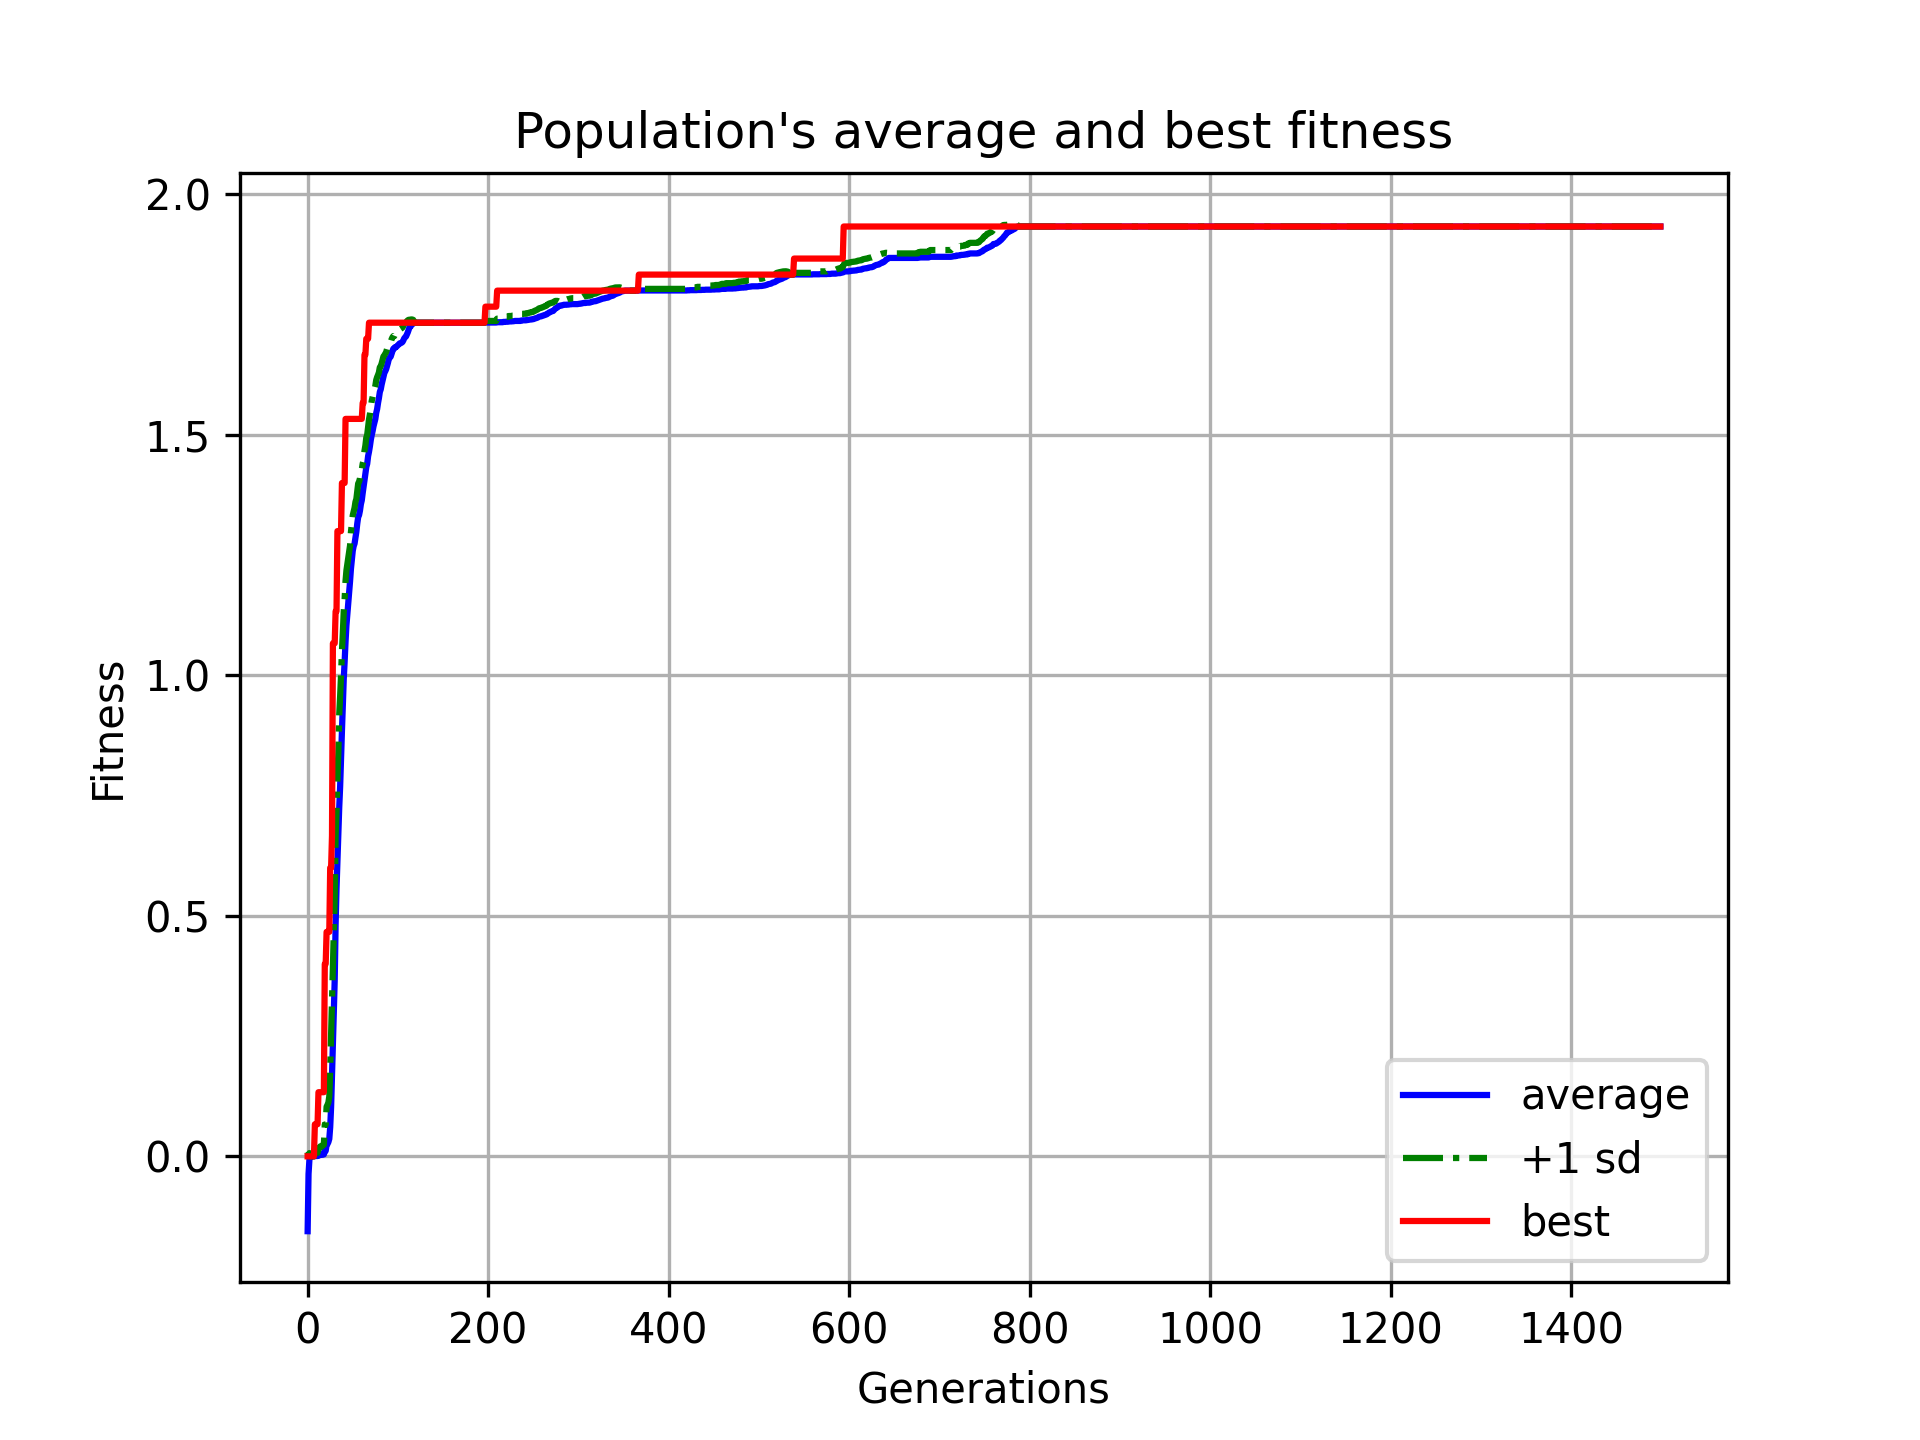 Population's average and best fitness
2.0
1.5
1.0
0.5
0.0
Fitness
average
+1 sd
best
0 200 400 600 800 1000 1200 1400
Generations